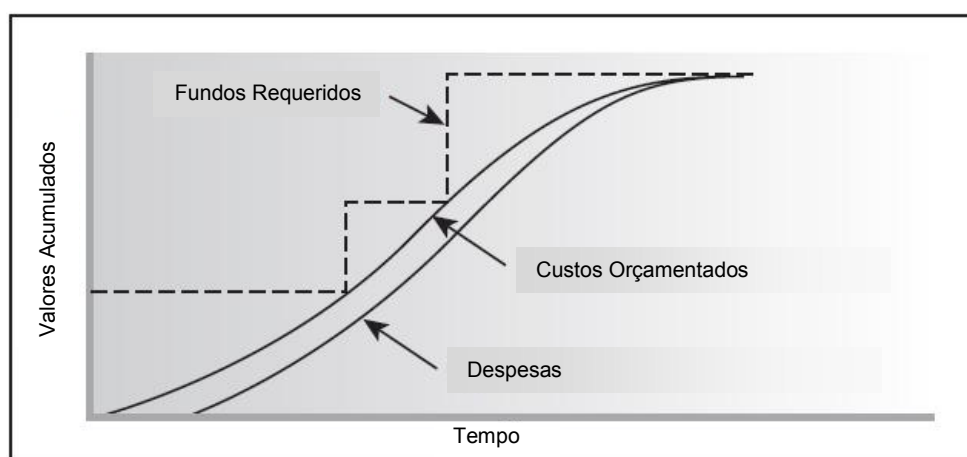 Fundos Requeridos
Valores Acumulados
Custos Orçamentados
Despesas
Tempo